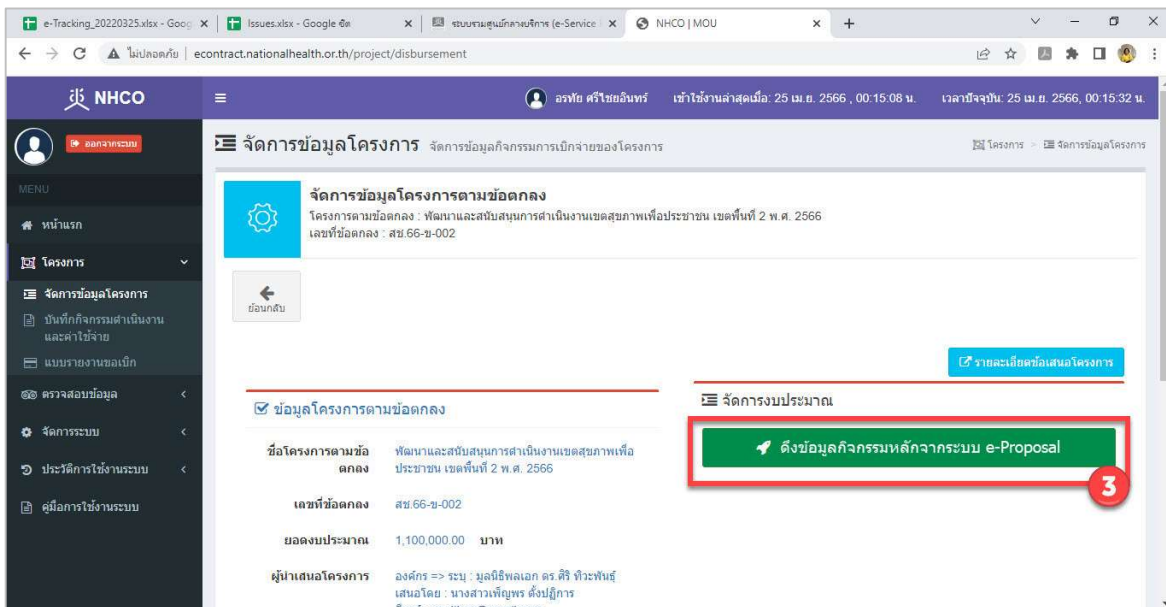 e-Tracking_20220325.xlsx - Goog
Issues.xlsx - Google ชีต
ระบบรวมศูนย์กลางบริการ (e-Service
NHCO | MOU
ไม่ปลอดภัย | econtract.nationalhealth.or.th/project/disbursement
NHCO
อรทัย ศรีไชยอินทร์ เข้าใช้งานล่าสุดเมื่อ: 25 เม.ย. 2566 , 00:15:08 น. เวลาปัจจุบัน: 25 เม.ย. 2566, 00:15:32 น.
ออกจากระบบ
จัดการข้อมูลโครงการ จัดการข้อมูลกิจกรรมการเบิกจ่ายของโครงการ
โครงการ > จัดการข้อมูลโครงการ
MENU
หน้าแรก
โครงการ
จัดการข้อมูลโครงการ
บันทึกกิจกรรมดำเนินงาน
และค่าใช้จ่าย
แบบรายงานขอเบิก
ตรวจสอบข้อมูล
จัดการระบบ
ประวัติการใช้งานระบบ
คู่มือการใช้งานระบบ
จัดการข้อมูลโครงการตามข้อตกลง
โครงการตามข้อตกลง : พัฒนาและสนับสนุนการดำเนินงานเขตสุขภาพเพื่อประชาชน เขตพื้นที่ 2 พ.ศ. 2566
เลขที่ข้อตกลง : สช.66-ข-002
ย้อนกลับ
รายละเอียดข้อเสนอโครงการ
ข้อมูลโครงการตามข้อตกลง
ชื่อโครงการตามข้อ
ตกลง
พัฒนาและสนับสนุนการดำเนินงานเขตสุขภาพเพื่อ
ประชาชน เขตพื้นที่ 2 พ.ศ. 2566
เลขที่ข้อตกลง สช.66-ข-002
ยอดงบประมาณ 1,100,000.00 บาท
ผู้นำเสนอโครงการ องค์กร => ระบุ : มูลนิธิพลเอก ดร.ศิริ ทิวะพันธุ์
เสนอโดย : นางสาวเพ็ญพร ตั้งปฏิการ
จัดการงบประมาณ
ดึงข้อมูลกิจกรรมหลักจากระบบ e-Proposal
3